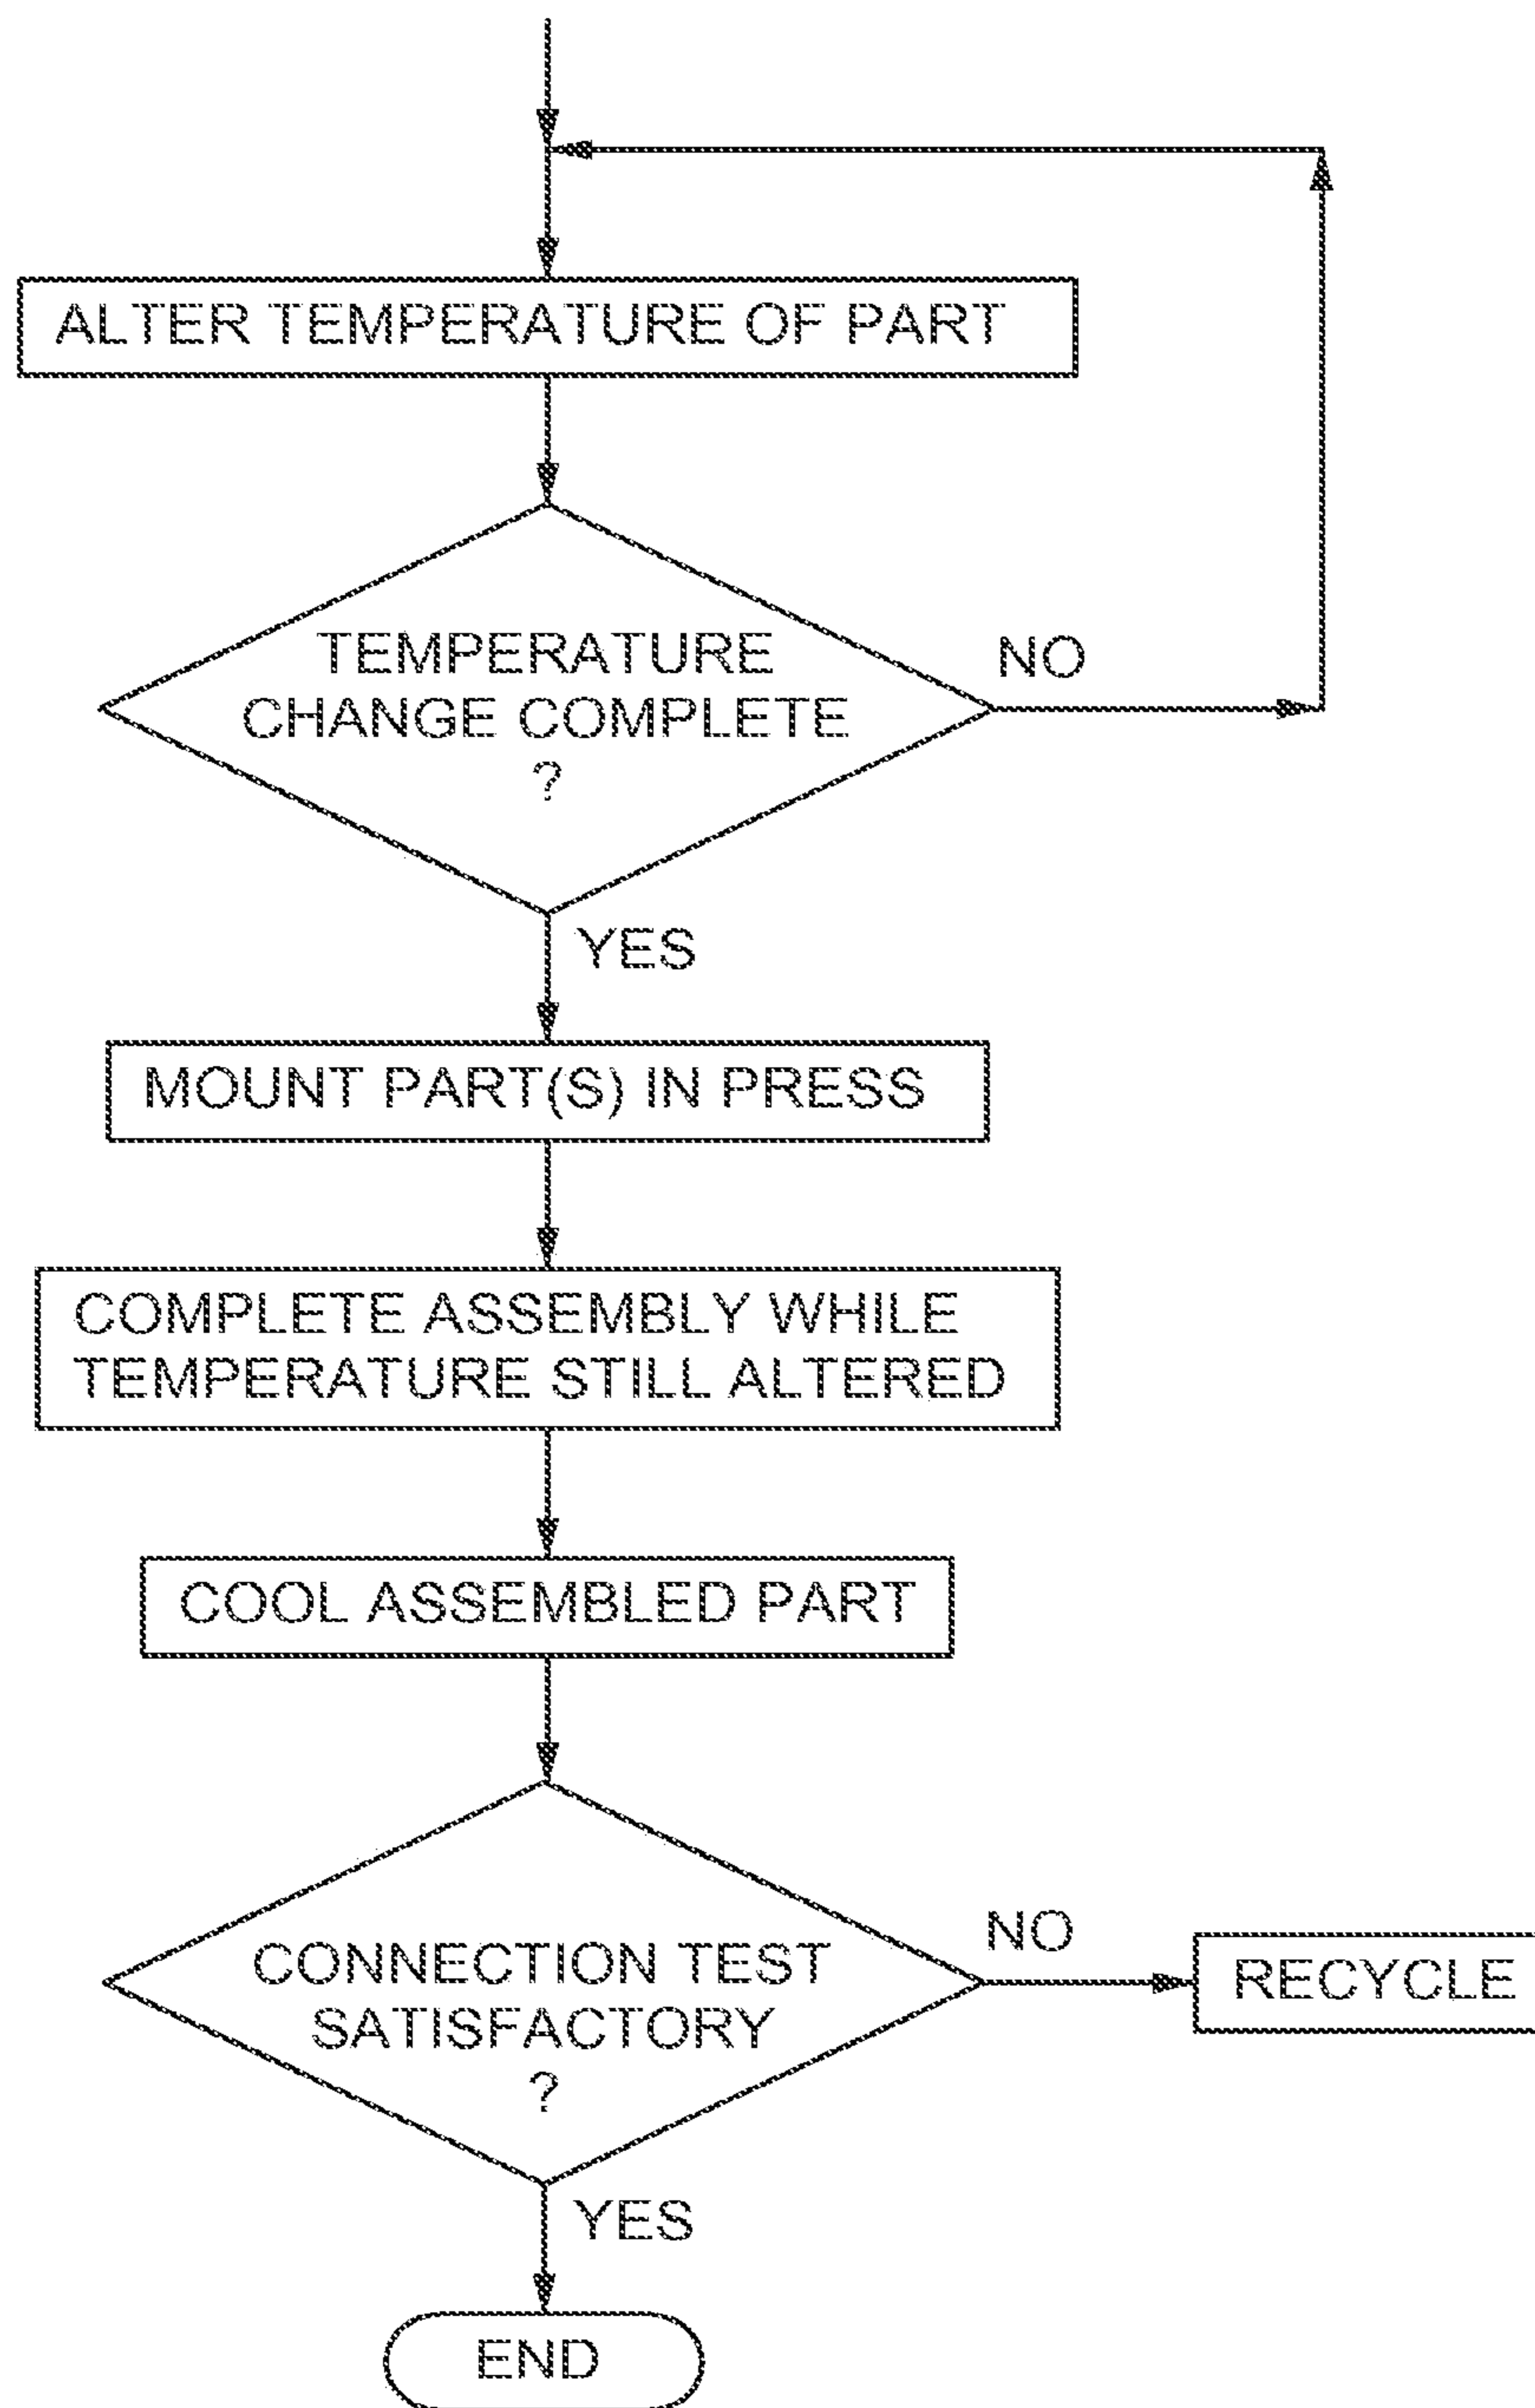 ALTER TEMPERATURE OF PART
TEMPERATURE
CHANGE COMPLETE
?
NO
YES
MOUNT PART(S) IN PRESS
COMPLETE ASSEMBLY WHILE
TEMPERATURE STILL ALTERED
COOL ASSEMBLED PART
CONNECTION TEST
SATISFACTORY
?
NO
RECYCLE
YES
END